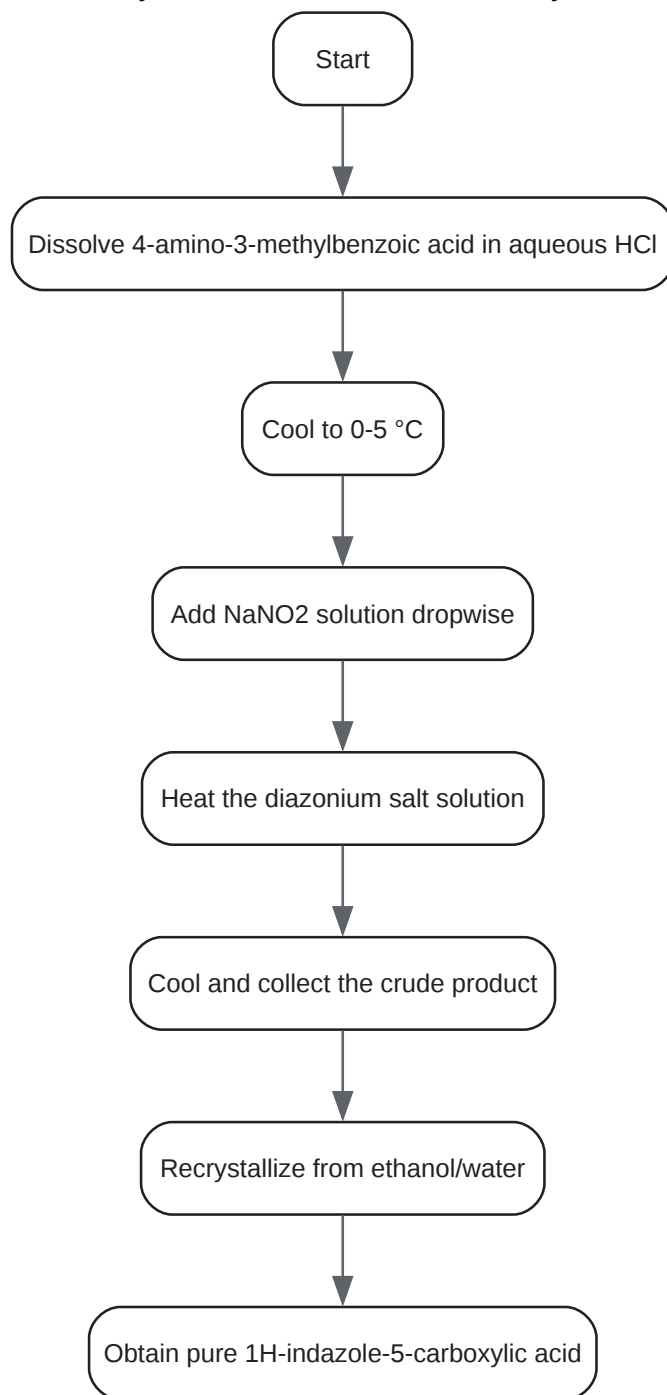 Start
Dissolve 4-amino-3-methylbenzoic acid in aqueous HCl
Cool to 0-5 °C
Add NaNO2 solution dropwise
Heat the diazonium salt solution
Cool and collect the crude product
Recrystallize from ethanol/water
Obtain pure 1H-indazole-5-carboxylic acid